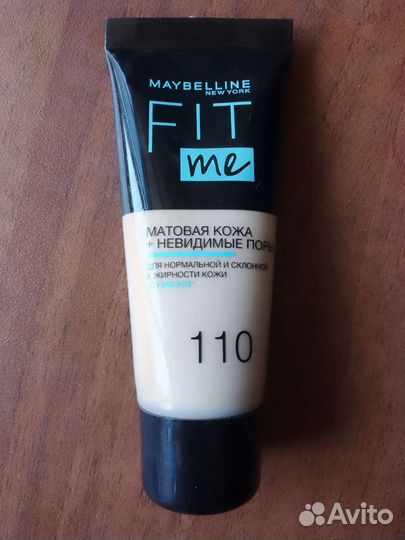 MAYBELLINE
NEW YORK
FIT
me
МАТОВАЯ КОЖА
+ НЕВИДИМЫЕ ПОРЫ
ДЛЯ НОРМАЛЬНОЙ И СКЛОННОЙ
К ЖИРНОСТИ КОЖИ
110
Avito